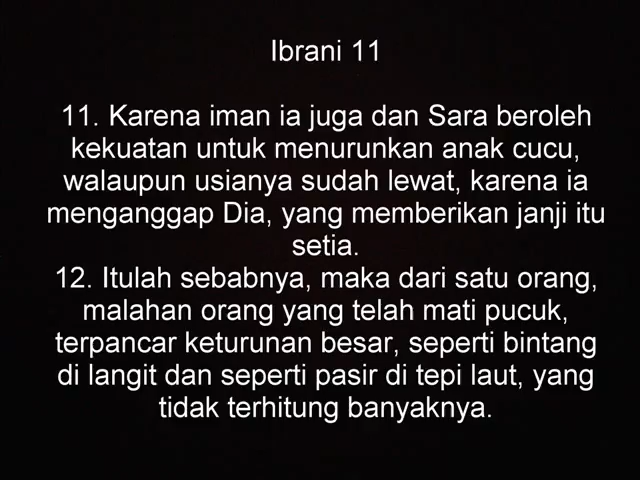 Ibrani 11
11. Karena iman ia juga dan Sara beroleh
kekuatan untuk menurunkan anak cucu,
walaupun usianya sudah lewat, karena ia
menganggap Dia, yang memberikan janji itu
setia.
12. Itulah sebabnya, maka dari satu orang,
malahan orang yang telah mati pucuk,
terpancar keturunan besar, seperti bintang
di langit dan seperti pasir di tepi laut, yang
tidak terhitung banyaknya.